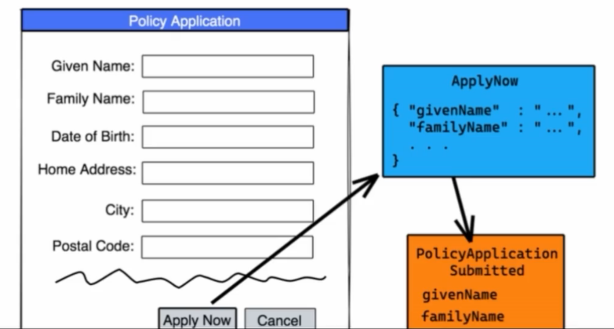 Policy Application
Given Name:
Family Name:
Date of Birth:
Home Address:
City:
Postal Code:
Apply Now
Cancel
ApplyNow
{ "givenName" : "...",
"familyName" : "...",
. . .
}
PolicyApplication
Submitted
givenName
familyName